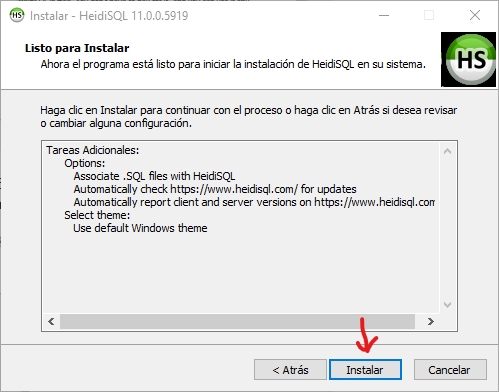 Instalar - HeidiSQL 11.0.0.5919
Listo para Instalar
Ahora el programa está listo para iniciar la instalación de HeidiSQL en su sistema.
HS
Haga clic en Instalar para continuar con el proceso o haga clic en Atrás si desea revisar
o cambiar alguna configuración.
Tareas Adicionales:
Options:
Associate .SQL files with HeidiSQL
Automatically check https://www.heidisql.com/ for updates
Automatically report client and server versions on https://www.heidisql.com
Select theme:
Use default Windows theme
< Atrás
Instalar
Cancelar